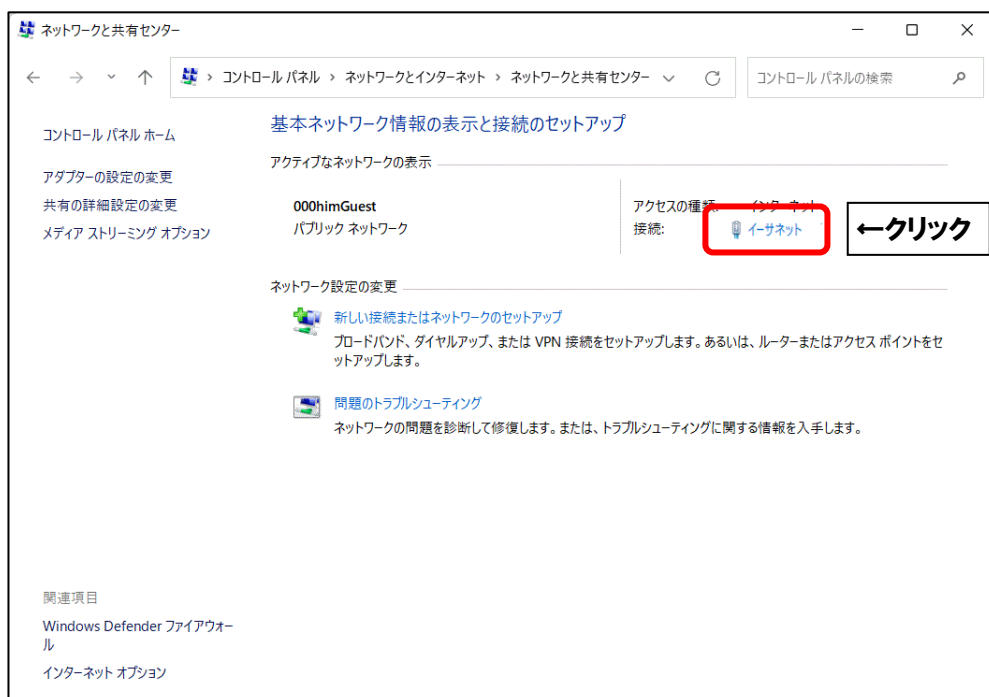 ネットワークと共有センター
コントロール パネル › ネットワークとインターネット › ネットワークと共有センター
コントロール パネルの検索
コントロール パネル ホーム
アダプターの設定の変更
共有の詳細設定の変更
メディア ストリーミング オプション
基本ネットワーク情報の表示と接続のセットアップ
アクティブなネットワークの表示
000himGuest
パブリック ネットワーク
アクセスの種類: インターネット
接続: イーサネット
←クリック
ネットワーク設定の変更
新しい接続またはネットワークのセットアップ
ブロードバンド、ダイヤルアップ、または VPN 接続をセットアップします。あるいは、ルーターまたはアクセス ポイントをセ
ットアップします。
問題のトラブルシューティング
ネットワークの問題を診断して修復します。または、トラブルシューティングに関する情報を入手します。
関連項目
Windows Defender ファイアウォー
ル
インターネット オプション